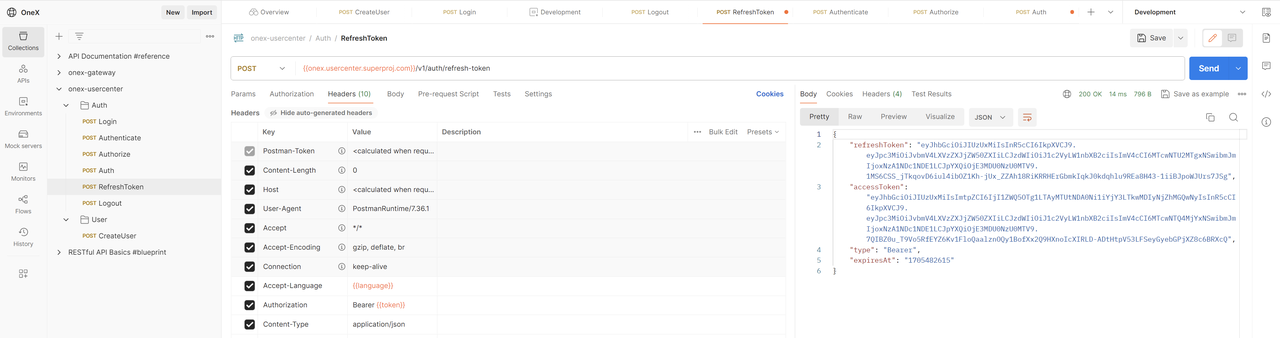 OneX
New
Import
Overview
POST CreateUser
POST Login
Development
POST Logout
POST RefreshToken
POST Authenticate
POST Authorize
POST Auth
Development
Collections
APIs
Environments
Mock servers
Monitors
Flows
History
API Documentation #reference
onex-gateway
onex-usercenter
Auth
POST Login
POST Authenticate
POST Authorize
POST Auth
POST RefreshToken
POST Logout
User
POST CreateUser
RESTful API Basics #blueprint
onex-usercenter / Auth / RefreshToken
Save
POST
{{onex.usercenter.superproj.com}}/v1/auth/refresh-token
Send
Params Authorization Headers (10) Body Pre-request Script Tests Settings Cookies
Headers Hide auto-generated headers
Key Value Description ••• Bulk Edit Presets
Postman-Token <calculated when requ...
Content-Length 0
Host <calculated when requ...
User-Agent PostmanRuntime/7.36.1
Accept */*
Accept-Encoding gzip, deflate, br
Connection keep-alive
Accept-Language {{language}}
Authorization Bearer {{token}}
Content-Type application/json
Body Cookies Headers (4) Test Results 200 OK 14 ms 796 B Save as example
Pretty Raw Preview Visualize JSON
1 {
2 "refreshToken": "eyJhbGciOiJIUzUxMiIsInR5cCI6IkpXVCJ9.
3 "accessToken":
4 "type": "Bearer",
5 "expiresAt": "1705482615"
6 }